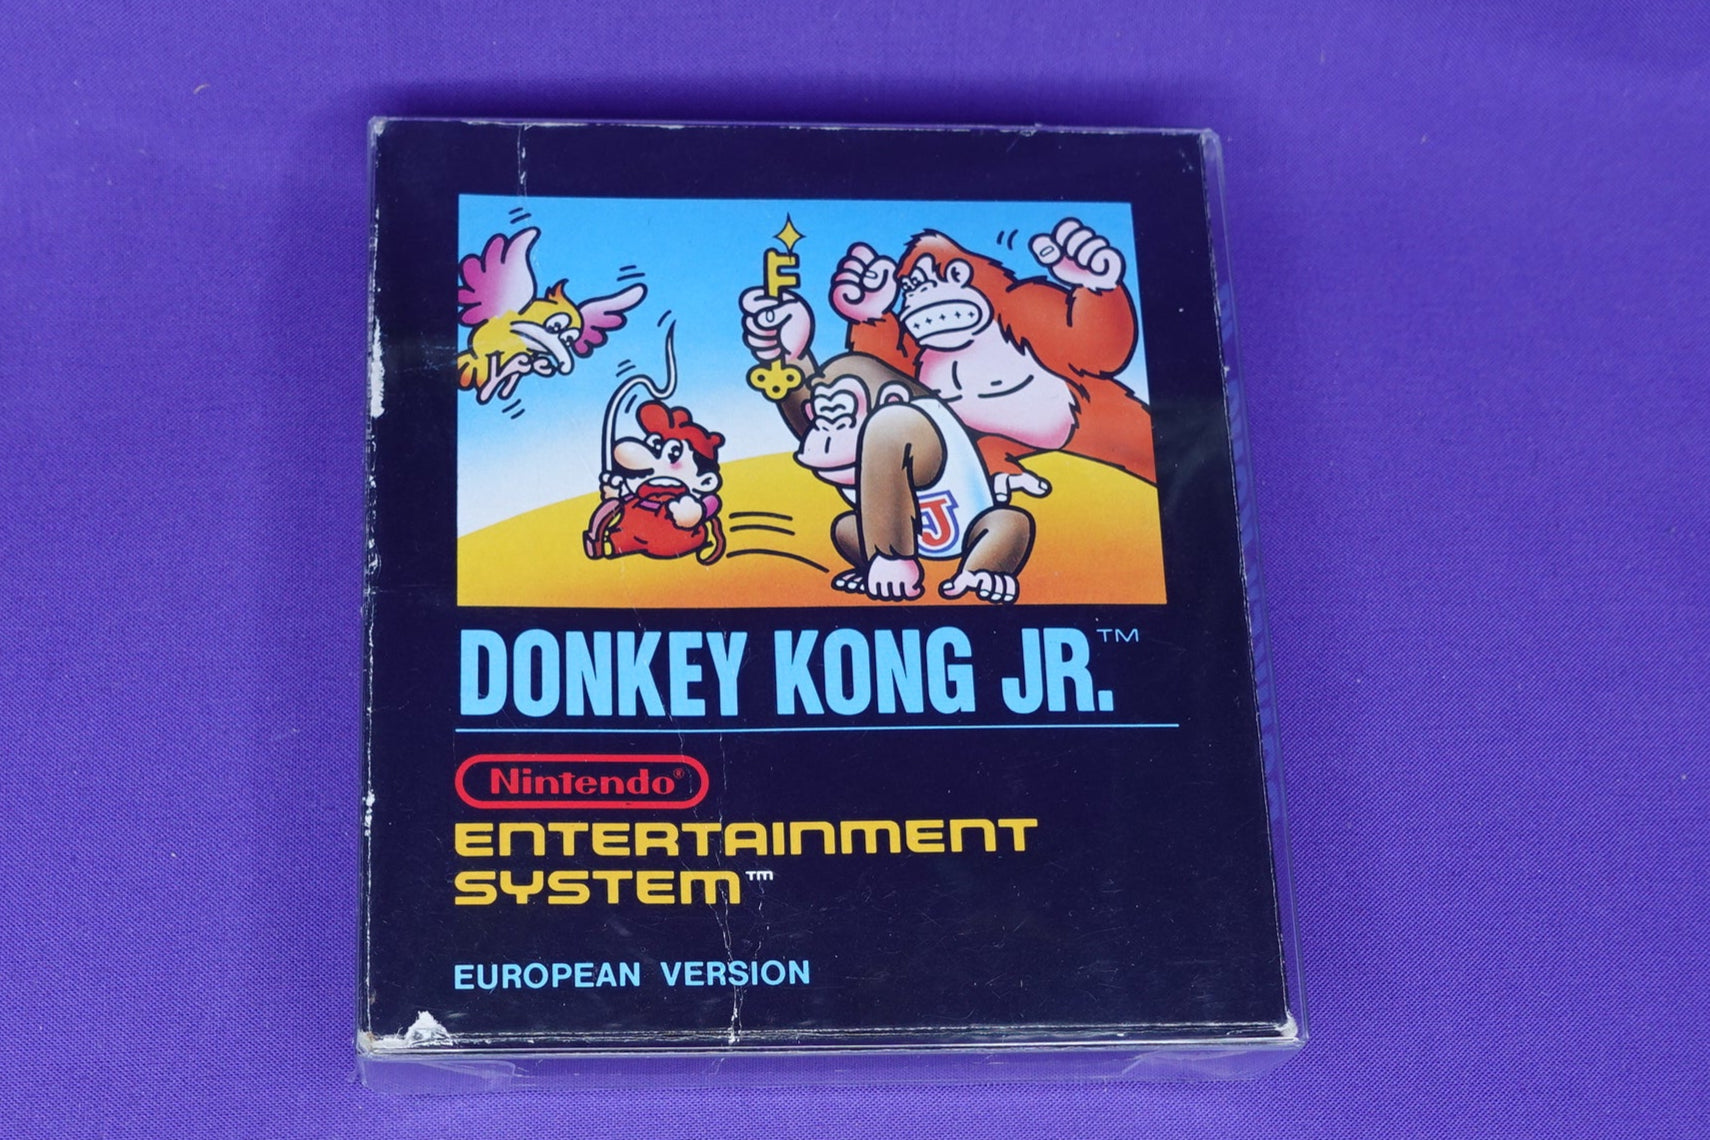 J
DONKEY KONG JR.™
Nintendo®
ENTERTAINMENT
SYSTEM™
EUROPEAN VERSION